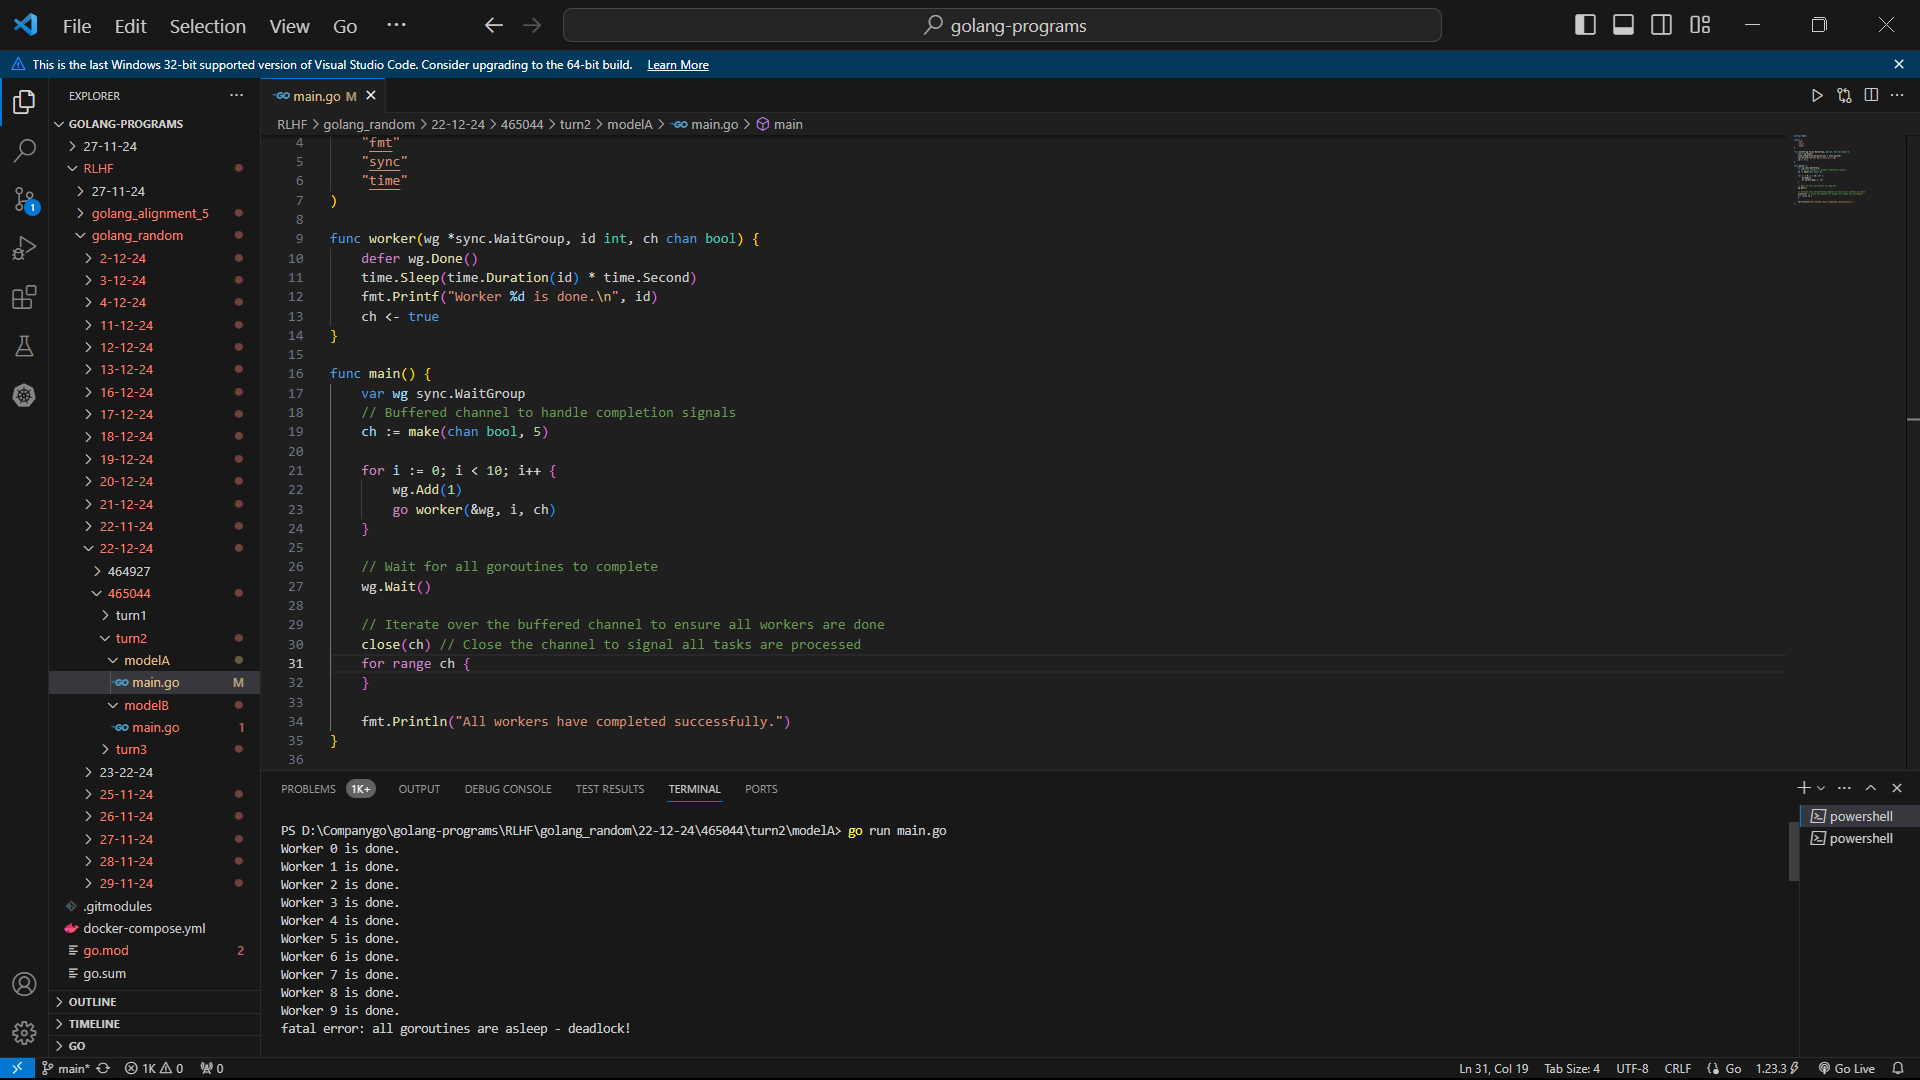 File Edit Selection View Go ··· golang-programs
This is the last Windows 32-bit supported version of Visual Studio Code. Consider upgrading to the 64-bit build. Learn More
EXPLORER ···
GOLANG-PROGRAMS
27-11-24
RLHF
27-11-24
golang_alignment_5
golang_random
2-12-24
3-12-24
4-12-24
11-12-24
12-12-24
13-12-24
16-12-24
17-12-24
18-12-24
19-12-24
20-12-24
21-12-24
22-11-24
22-12-24
464927
465044
turn1
turn2
modelA
main.go M
modelB
main.go 1
turn3
23-22-24
25-11-24
26-11-24
27-11-24
28-11-24
29-11-24
.gitmodules
docker-compose.yml
go.mod 2
go.sum
OUTLINE
TIMELINE
GO
1
GO main.go M
RLHF > golang_random > 22-12-24 > 465044 > turn2 > modelA > GO main.go > main
4 "fmt"
5 "sync"
6 "time"
7 )
8
9 func worker(wg *sync.WaitGroup, id int, ch chan bool) {
10 defer wg.Done()
11 time.Sleep(time.Duration(id) * time.Second)
12 fmt.Printf("Worker %d is done.\n", id)
13 ch <- true
14 }
15
16 func main() {
17 var wg sync.WaitGroup
18 // Buffered channel to handle completion signals
19 ch := make(chan bool, 5)
20
21 for i := 0; i < 10; i++ {
22 wg.Add(1)
23 go worker(&wg, i, ch)
24 }
25
26 // Wait for all goroutines to complete
27 wg.Wait()
28
29 // Iterate over the buffered channel to ensure all workers are done
30 close(ch) // Close the channel to signal all tasks are processed
31 for range ch {
32 }
33
34 fmt.Println("All workers have completed successfully.")
35 }
36
PROBLEMS 1K+ OUTPUT DEBUG CONSOLE TEST RESULTS TERMINAL PORTS
PS D:\Companygo\golang-programs\RLHF\golang_random\22-12-24\465044\turn2\modelA> go run main.go
Worker 0 is done.
Worker 1 is done.
Worker 2 is done.
Worker 3 is done.
Worker 4 is done.
Worker 5 is done.
Worker 6 is done.
Worker 7 is done.
Worker 8 is done.
Worker 9 is done.
fatal error: all goroutines are asleep - deadlock!
powershell
powershell
main* 1K 0 0 Ln 31, Col 19 Tab Size: 4 UTF-8 CRLF Go 1.23.3 Go Live